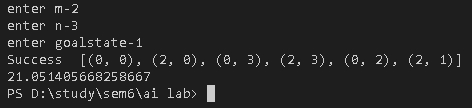 enter m-2
enter n-3
enter goalstate-1
Success  [(0, 0), (2, 0), (0, 3), (2, 3), (0, 2), (2, 1)]
21.051405668258667
PS D:\study\sem6\ai lab>